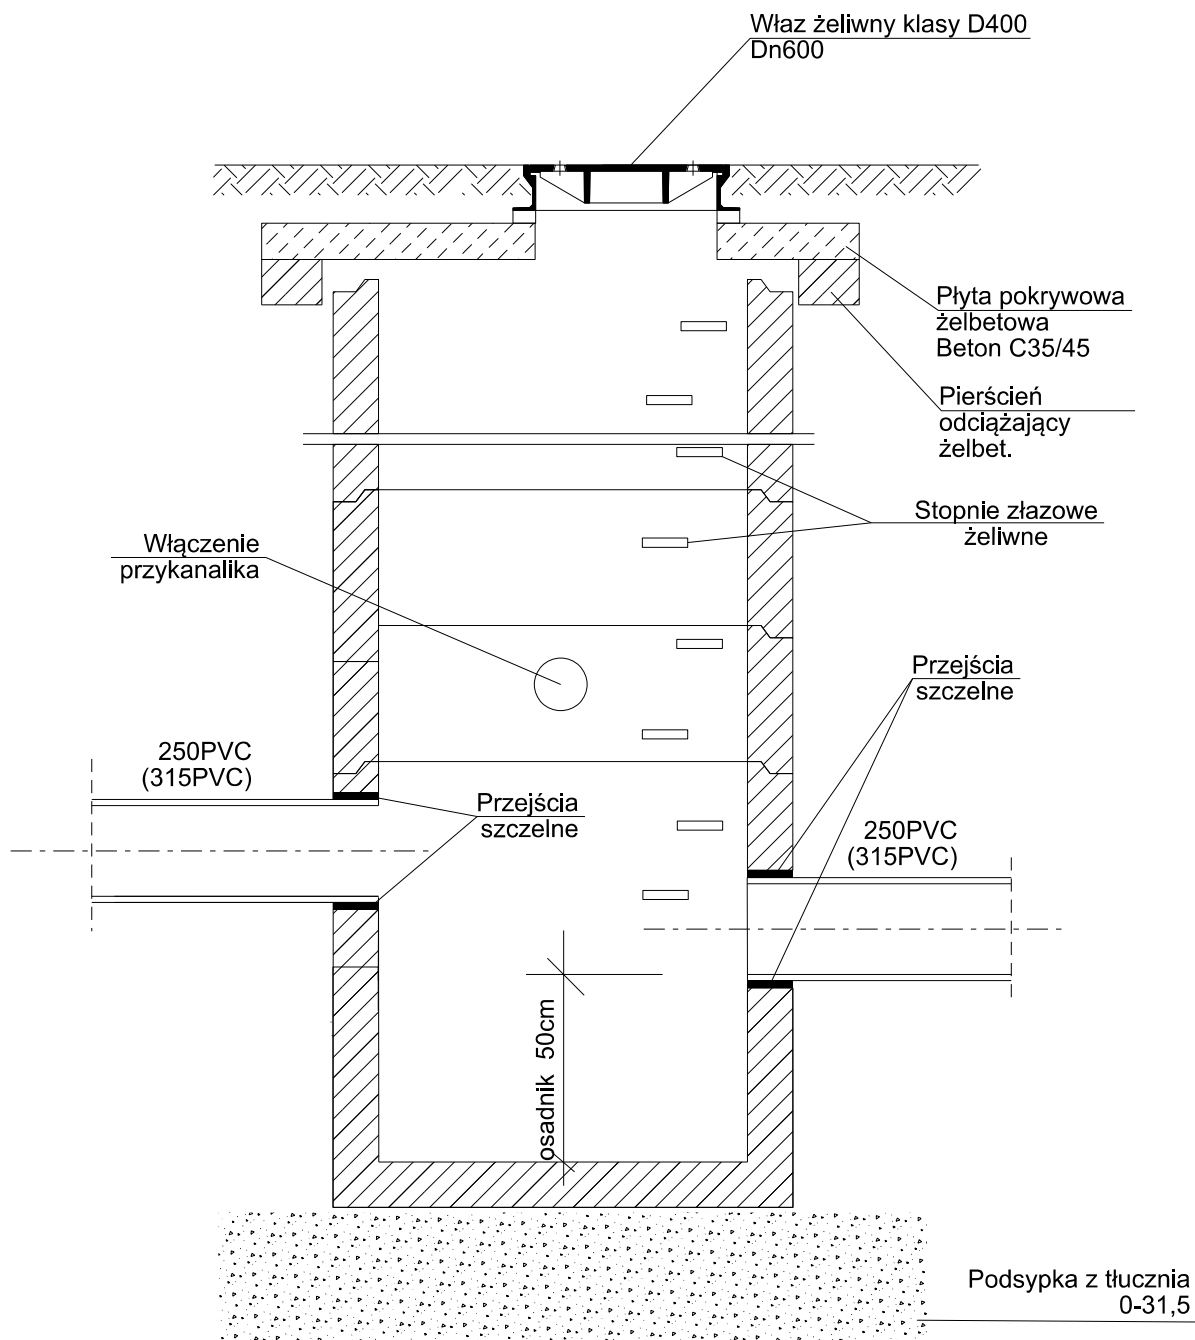 Właz żeliwny klasy D400
Dn600
Płyta pokrywowa
żelbetowa
Beton C35/45
Pierścień
odciążający
żelbet.
Stopnie złazowe
żeliwne
Włączenie
przykanalika
Przejścia
szczelne
250PVC
(315PVC)
Przejścia
szczelne
250PVC
(315PVC)
osadnik 50cm
Podsypka z tłucznia
0-31,5